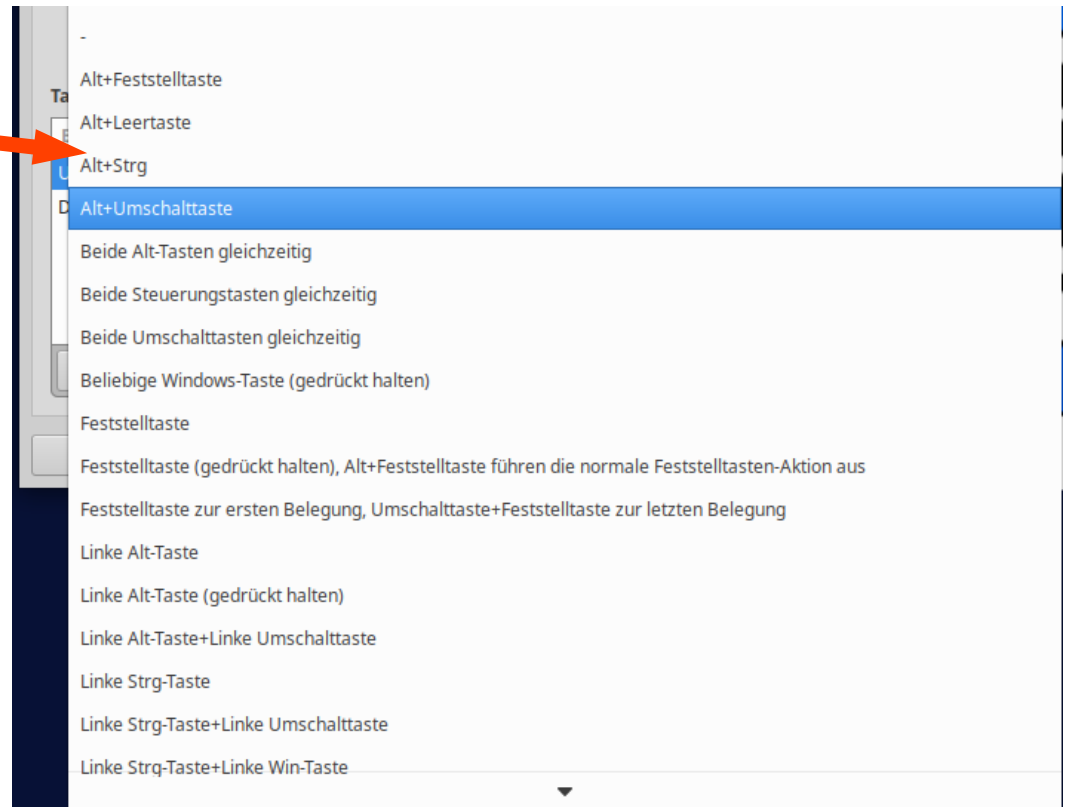 -
Alt+Feststelltaste
Ta
Alt+Leertaste
Alt+Strg
U
Alt+Umschalttaste
D
Beide Alt-Tasten gleichzeitig
Beide Steuerungstasten gleichzeitig
Beide Umschalttasten gleichzeitig
Beliebige Windows-Taste (gedrückt halten)
Feststelltaste
Feststelltaste (gedrückt halten), Alt+Feststelltaste führen die normale Feststelltasten-Aktion aus
Feststelltaste zur ersten Belegung, Umschalttaste+Feststelltaste zur letzten Belegung
Linke Alt-Taste
Linke Alt-Taste (gedrückt halten)
Linke Alt-Taste+Linke Umschalttaste
Linke Strg-Taste
Linke Strg-Taste+Linke Umschalttaste
Linke Strg-Taste+Linke Win-Taste